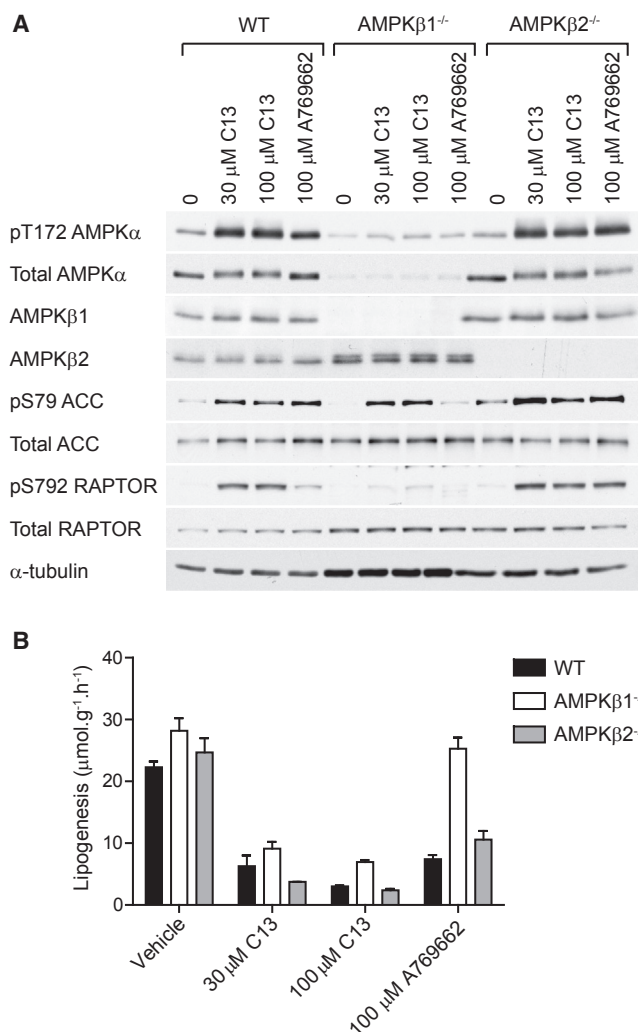 A
WT AMPKβ1⁻/⁻ AMPKβ2⁻/⁻
0 30 μM C13 100 μM C13 100 μM A769662 0 30 μM C13 100 μM C13 100 μM A769662 0 30 μM C13 100 μM C13 100 μM A769662
pT172 AMPKα
Total AMPKα
AMPKβ1
AMPKβ2
pS79 ACC
Total ACC
pS792 RAPTOR
Total RAPTOR
α-tubulin
B
Lipogenesis (μmol.g⁻¹.h⁻¹)
40
30
20
10
0
Vehicle 30 μM C13 100 μM C13 100 μM A769662
WT
AMPKβ1⁻
AMPKβ2⁻